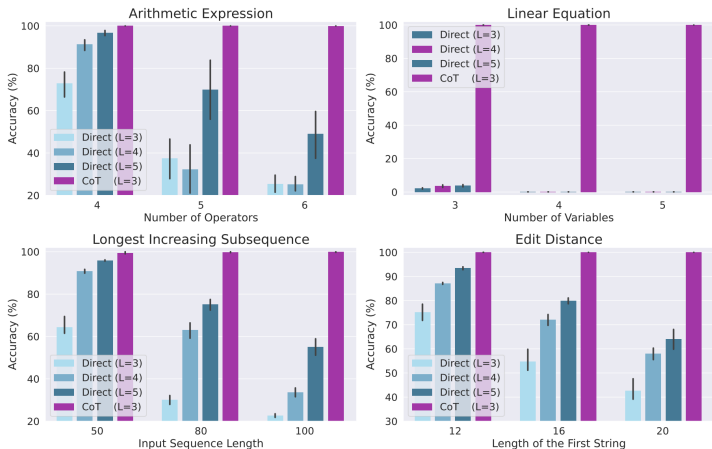 Arithmetic Expression
Accuracy (%)
100
80
60
40
20
Direct (L=3)
Direct (L=4)
Direct (L=5)
CoT (L=3)
4
5
6
Number of Operators
Linear Equation
Accuracy (%)
100
80
60
40
20
0
Direct (L=3)
Direct (L=4)
Direct (L=5)
CoT (L=3)
3
4
5
Number of Variables
Longest Increasing Subsequence
Accuracy (%)
100
80
60
40
20
Direct (L=3)
Direct (L=4)
Direct (L=5)
CoT (L=3)
50
80
100
Input Sequence Length
Edit Distance
Accuracy (%)
100
90
80
70
60
50
40
30
Direct (L=3)
Direct (L=4)
Direct (L=5)
CoT (L=3)
12
16
20
Length of the First String